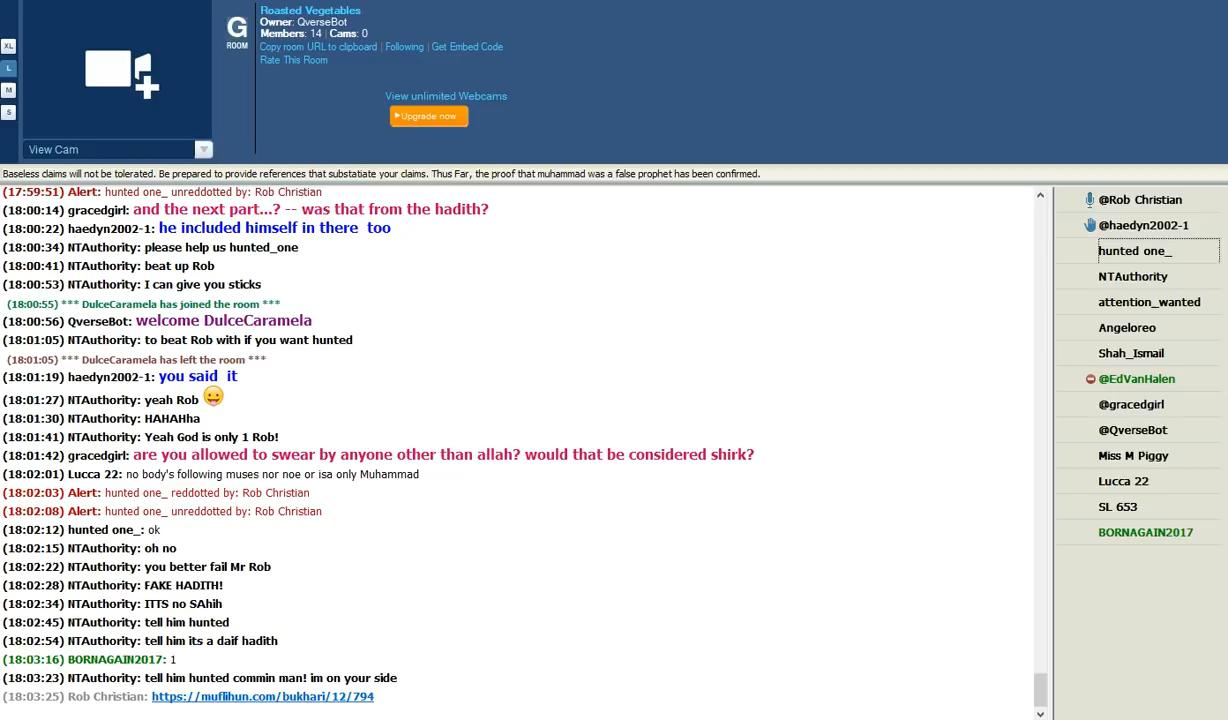 Roasted Vegetables
Owner: QverseBot
Members: 14 | Cams: 0
Copy room URL to clipboard | Following | Get Embed Code
Rate This Room
G
ROOM
XL
L
M
S
View unlimited Webcams
Upgrade now
View Cam
Baseless claims will not be tolerated. Be prepared to provide references that substatiate your claims. Thus Far, the proof that muhammad was a false prophet has been confirmed.
(17:59:51) Alert: hunted one_ unreddotted by: Rob Christian
(18:00:14) gracedgirl: and the next part...? -- was that from the hadith?
(18:00:22) haedyn2002-1: he included himself in there too
(18:00:34) NTAuthority: please help us hunted_one
(18:00:41) NTAuthority: beat up Rob
(18:00:53) NTAuthority: I can give you sticks
(18:00:55) *** DulceCaramela has joined the room ***
(18:00:56) QverseBot: welcome DulceCaramela
(18:01:05) NTAuthority: to beat Rob with if you want hunted
(18:01:05) *** DulceCaramela has left the room ***
(18:01:19) haedyn2002-1: you said it
(18:01:27) NTAuthority: yeah Rob
(18:01:30) NTAuthority: HAHAHha
(18:01:41) NTAuthority: Yeah God is only 1 Rob!
(18:01:42) gracedgirl: are you allowed to swear by anyone other than allah? would that be considered shirk?
(18:02:01) Lucca 22: no body's following muses nor noe or isa only Muhammad
(18:02:03) Alert: hunted one_ reddotted by: Rob Christian
(18:02:08) Alert: hunted one_ unreddotted by: Rob Christian
(18:02:12) hunted one_: ok
(18:02:15) NTAuthority: oh no
(18:02:22) NTAuthority: you better fail Mr Rob
(18:02:28) NTAuthority: FAKE HADITH!
(18:02:34) NTAuthority: ITTS no SAhih
(18:02:45) NTAuthority: tell him hunted
(18:02:54) NTAuthority: tell him its a daif hadith
(18:03:16) BORNAGAIN2017: 1
(18:03:23) NTAuthority: tell him hunted commin man! im on your side
(18:03:25) Rob Christian: https://muflihun.com/bukhari/12/794
@Rob Christian
@haedyn2002-1
hunted one_
NTAuthority
attention_wanted
Angeloreo
Shah_Ismail
@EdVanHalen
@gracedgirl
@QverseBot
Miss M Piggy
Lucca 22
SL 653
BORNAGAIN2017